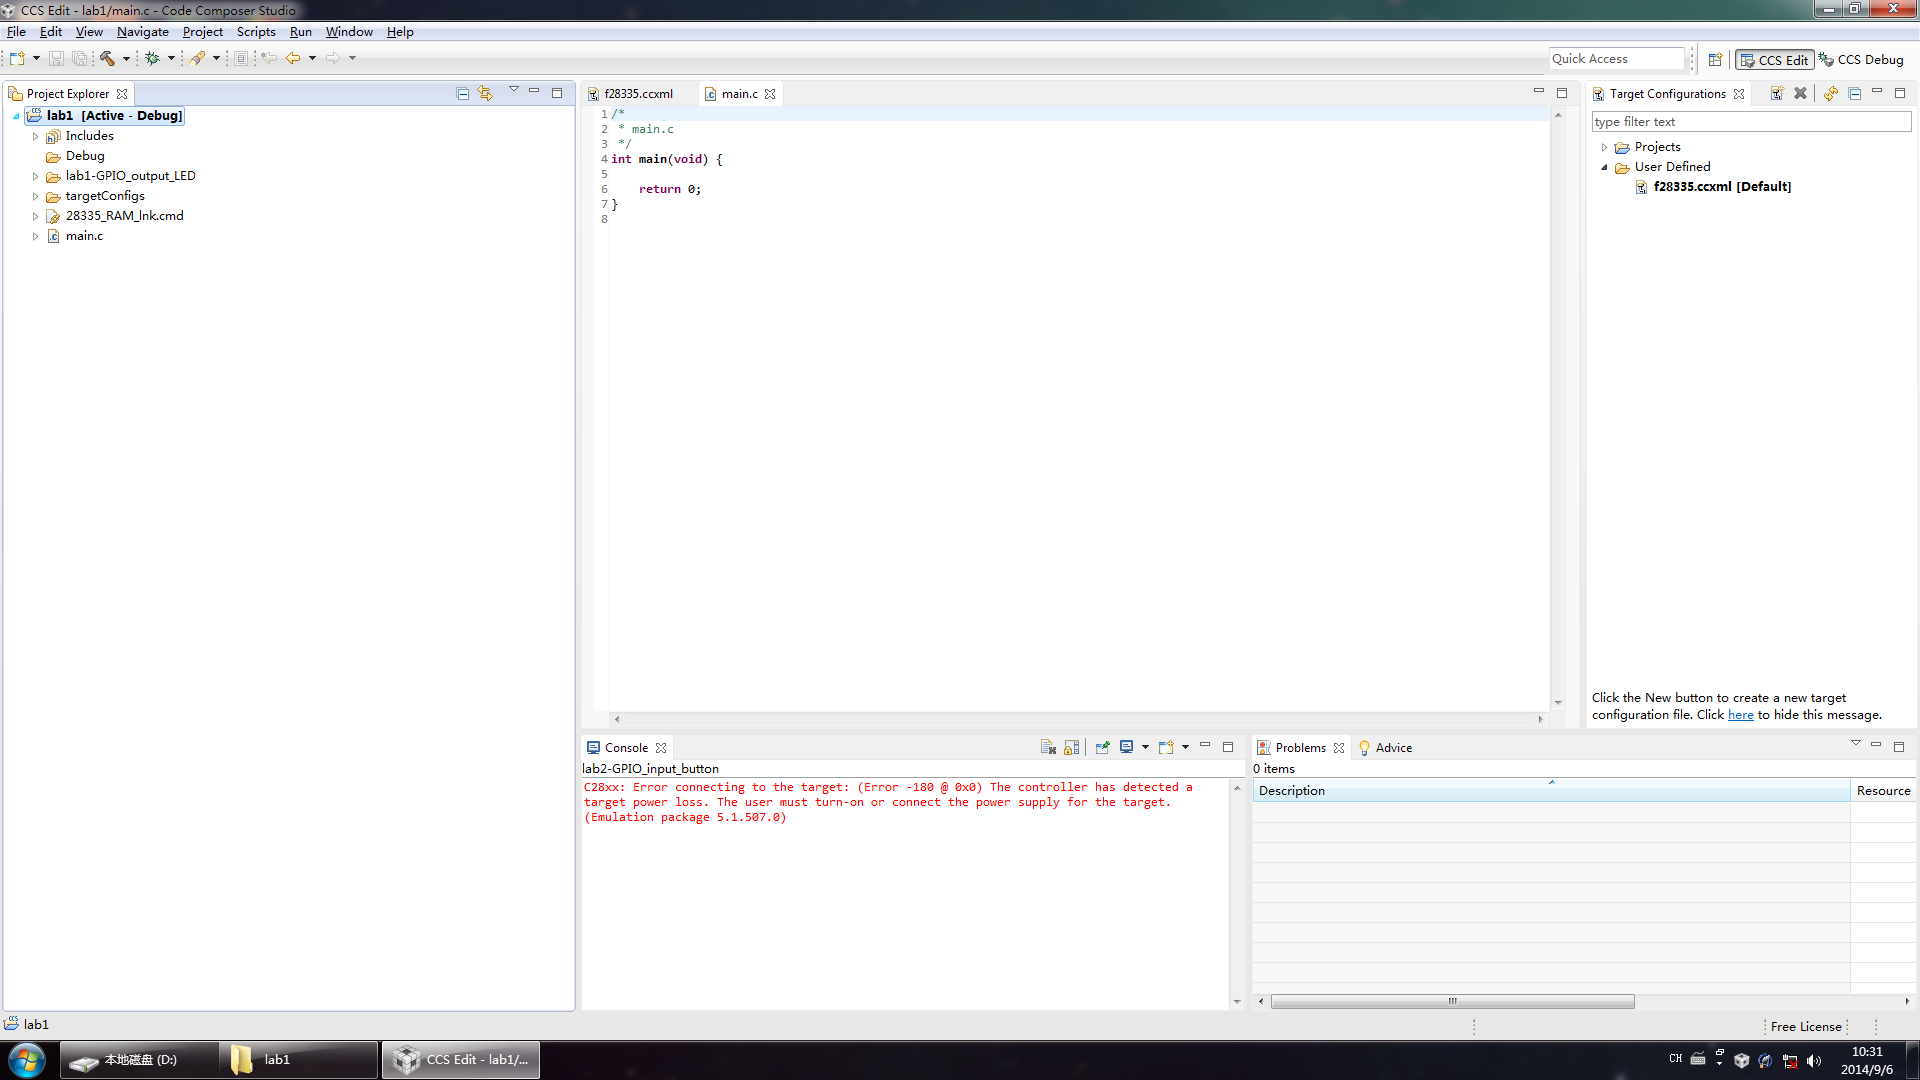 CCS Edit - lab1/main.c - Code Composer Studio
File Edit View Navigate Project Scripts Run Window Help
Quick Access
CCS Edit
CCS Debug
Project Explorer
lab1 [Active - Debug]
Includes
Debug
lab1-GPIO_output_LED
targetConfigs
28335_RAM_lnk.cmd
main.c
f28335.ccxml
main.c
1 /*
2 * main.c
3 */
4 int main(void) {
5
6 return 0;
7 }
8
Target Configurations
type filter text
Projects
User Defined
f28335.ccxml [Default]
Click the New button to create a new target
configuration file. Click here to hide this message.
Console
lab2-GPIO_input_button
C28xx: Error connecting to the target: (Error -180 @ 0x0) The controller has detected a
target power loss. The user must turn-on or connect the power supply for the target.
(Emulation package 5.1.507.0)
Problems
Advice
0 items
Description
Resource
lab1
Free License
本地磁盘 (D:)
lab1
CCS Edit - lab1/...
CH
10:31
2014/9/6